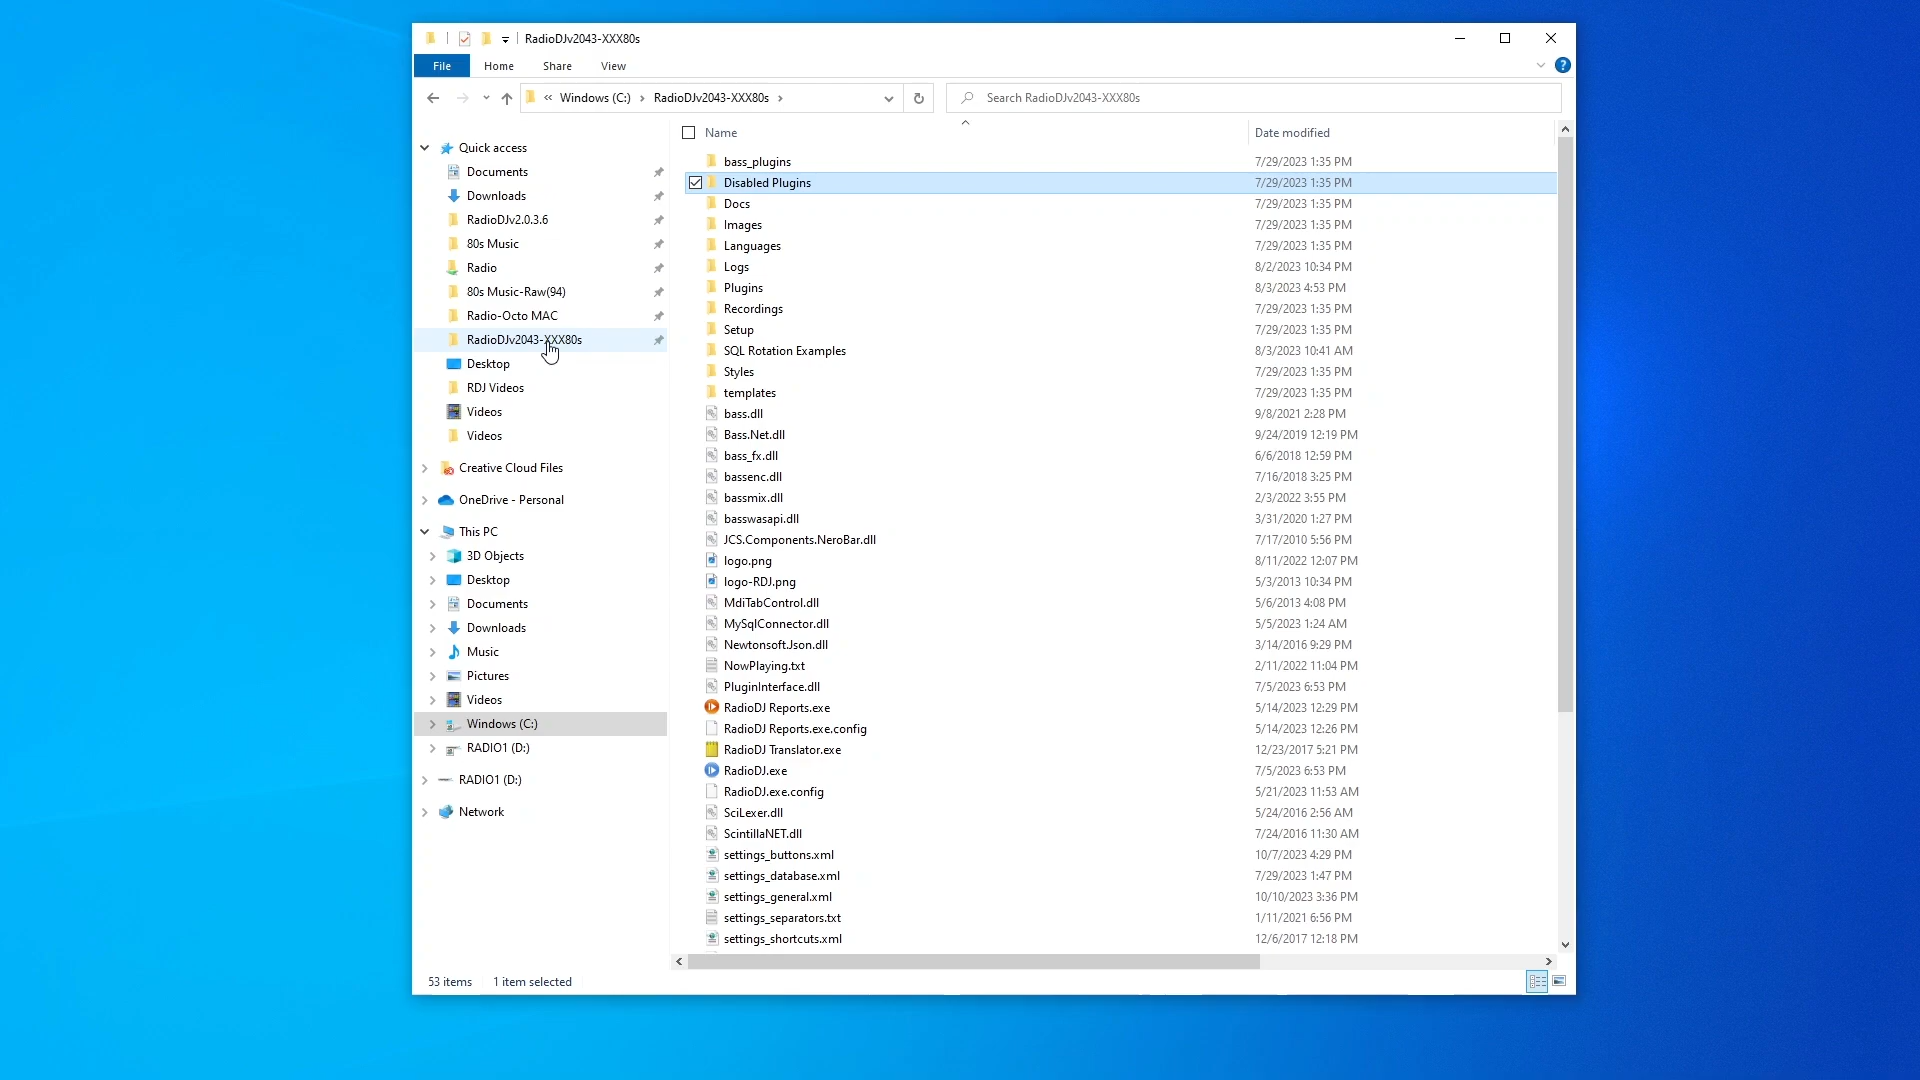 RadioDJv2043-XXX80s
File Home Share View
« Windows (C:) › RadioDJv2043-XXX80s ›
Search RadioDJv2043-XXX80s
Quick access
Documents
Downloads
RadioDJv2.0.3.6
80s Music
Radio
80s Music-Raw(94)
Radio-Octo MAC
RadioDJv2043-XXX80s
Desktop
RDJ Videos
Videos
Videos
Creative Cloud Files
OneDrive - Personal
This PC
3D Objects
Desktop
Documents
Downloads
Music
Pictures
Videos
Windows (C:)
RADIO1 (D:)
RADIO1 (D:)
Network
Name Date modified
bass_plugins 7/29/2023 1:35 PM
Disabled Plugins 7/29/2023 1:35 PM
Docs 7/29/2023 1:35 PM
Images 7/29/2023 1:35 PM
Languages 7/29/2023 1:35 PM
Logs 8/2/2023 10:34 PM
Plugins 8/3/2023 4:53 PM
Recordings 7/29/2023 1:35 PM
Setup 7/29/2023 1:35 PM
SQL Rotation Examples 8/3/2023 10:41 AM
Styles 7/29/2023 1:35 PM
templates 7/29/2023 1:35 PM
bass.dll 9/8/2021 2:28 PM
Bass.Net.dll 9/24/2019 12:19 PM
bass_fx.dll 6/6/2018 12:59 PM
bassenc.dll 7/16/2018 3:25 PM
bassmix.dll 2/3/2022 3:55 PM
basswasapi.dll 3/31/2020 1:27 PM
JCS.Components.NeroBar.dll 7/17/2010 5:56 PM
logo.png 8/11/2022 12:07 PM
logo-RDJ.png 5/3/2013 10:34 PM
MdiTabControl.dll 5/6/2013 4:08 PM
MySqlConnector.dll 5/5/2023 1:24 AM
Newtonsoft.Json.dll 3/14/2016 9:29 PM
NowPlaying.txt 2/11/2022 11:04 PM
PluginInterface.dll 7/5/2023 6:53 PM
RadioDJ Reports.exe 5/14/2023 12:29 PM
RadioDJ Reports.exe.config 5/14/2023 12:26 PM
RadioDJ Translator.exe 12/23/2017 5:21 PM
RadioDJ.exe 7/5/2023 6:53 PM
RadioDJ.exe.config 5/21/2023 11:53 AM
SciLexer.dll 5/24/2016 2:56 AM
ScintillaNET.dll 7/24/2016 11:30 AM
settings_buttons.xml 10/7/2023 4:29 PM
settings_database.xml 7/29/2023 1:47 PM
settings_general.xml 10/10/2023 3:36 PM
settings_separators.txt 1/11/2021 6:56 PM
settings_shortcuts.xml 12/6/2017 12:18 PM
53 items 1 item selected